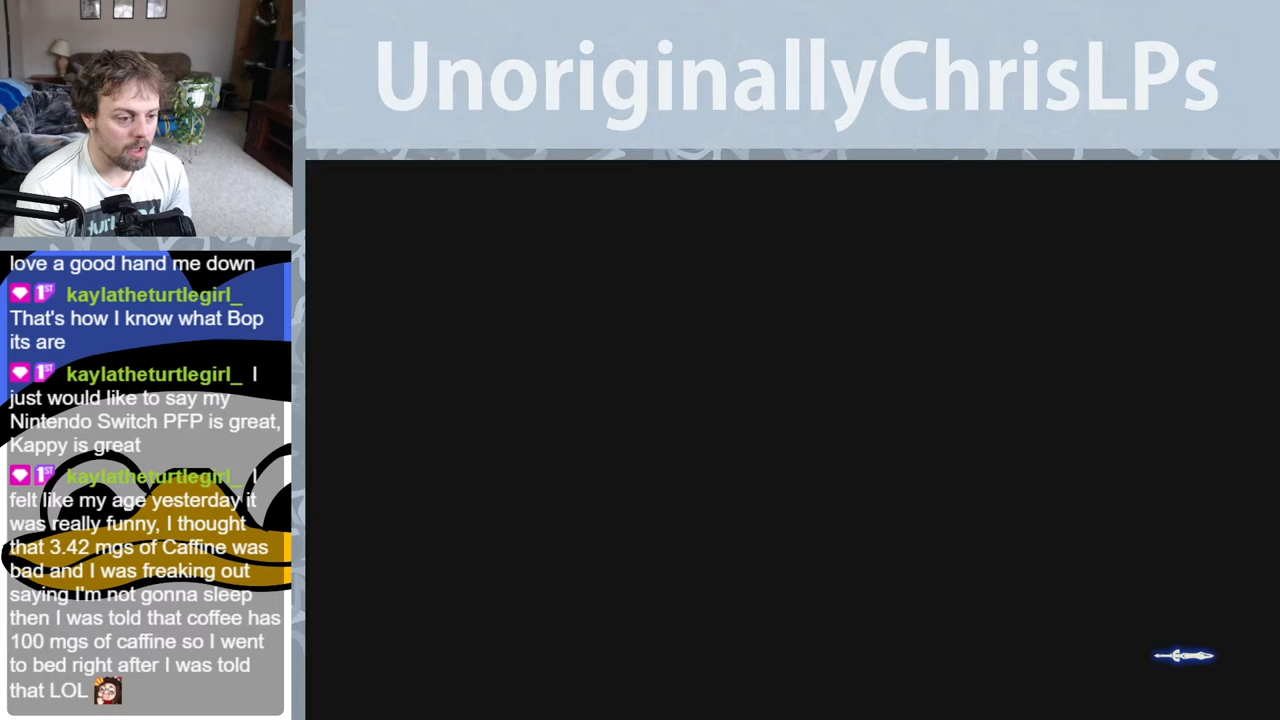 UnoriginallyChrisLPs
love a good hand me down
1ST kaylatheturtlegirl_
That's how I know what Bop
its are
1ST kaylatheturtlegirl_ I
just would like to say my
Nintendo Switch PFP is great,
Kappy is great
1ST kaylatheturtlegirl_ I
felt like my age yesterday it
was really funny, I thought
that 3.42 mgs of Caffine was
bad and I was freaking out
saying I'm not gonna sleep
then I was told that coffee has
100 mgs of caffine so I went
to bed right after I was told
that LOL